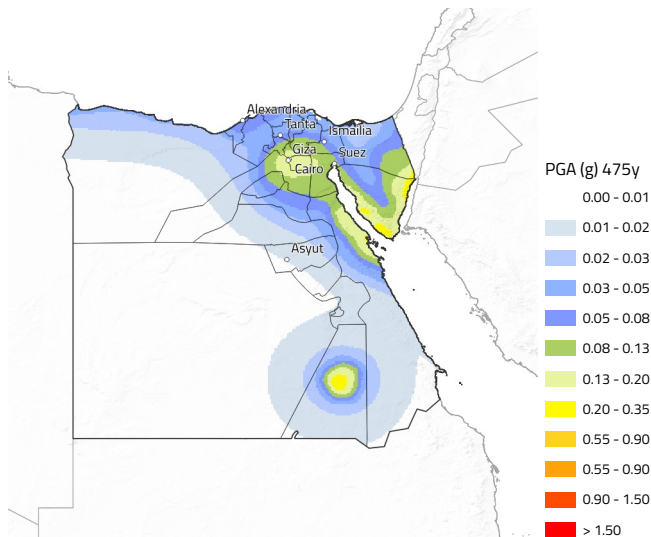 Alexandria
Tanta
Ismailia
Giza
Suez
Cairo
Asyut
PGA (g) 475y
0.00 - 0.01
0.01 - 0.02
0.02 - 0.03
0.03 - 0.05
0.05 - 0.08
0.08 - 0.13
0.13 - 0.20
0.20 - 0.35
0.55 - 0.90
0.55 - 0.90
0.90 - 1.50
> 1.50